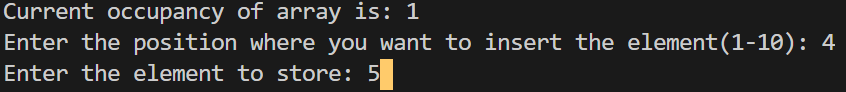 Current occupancy of array is: 1
Enter the position where you want to insert the element(1-10): 4
Enter the element to store: 5